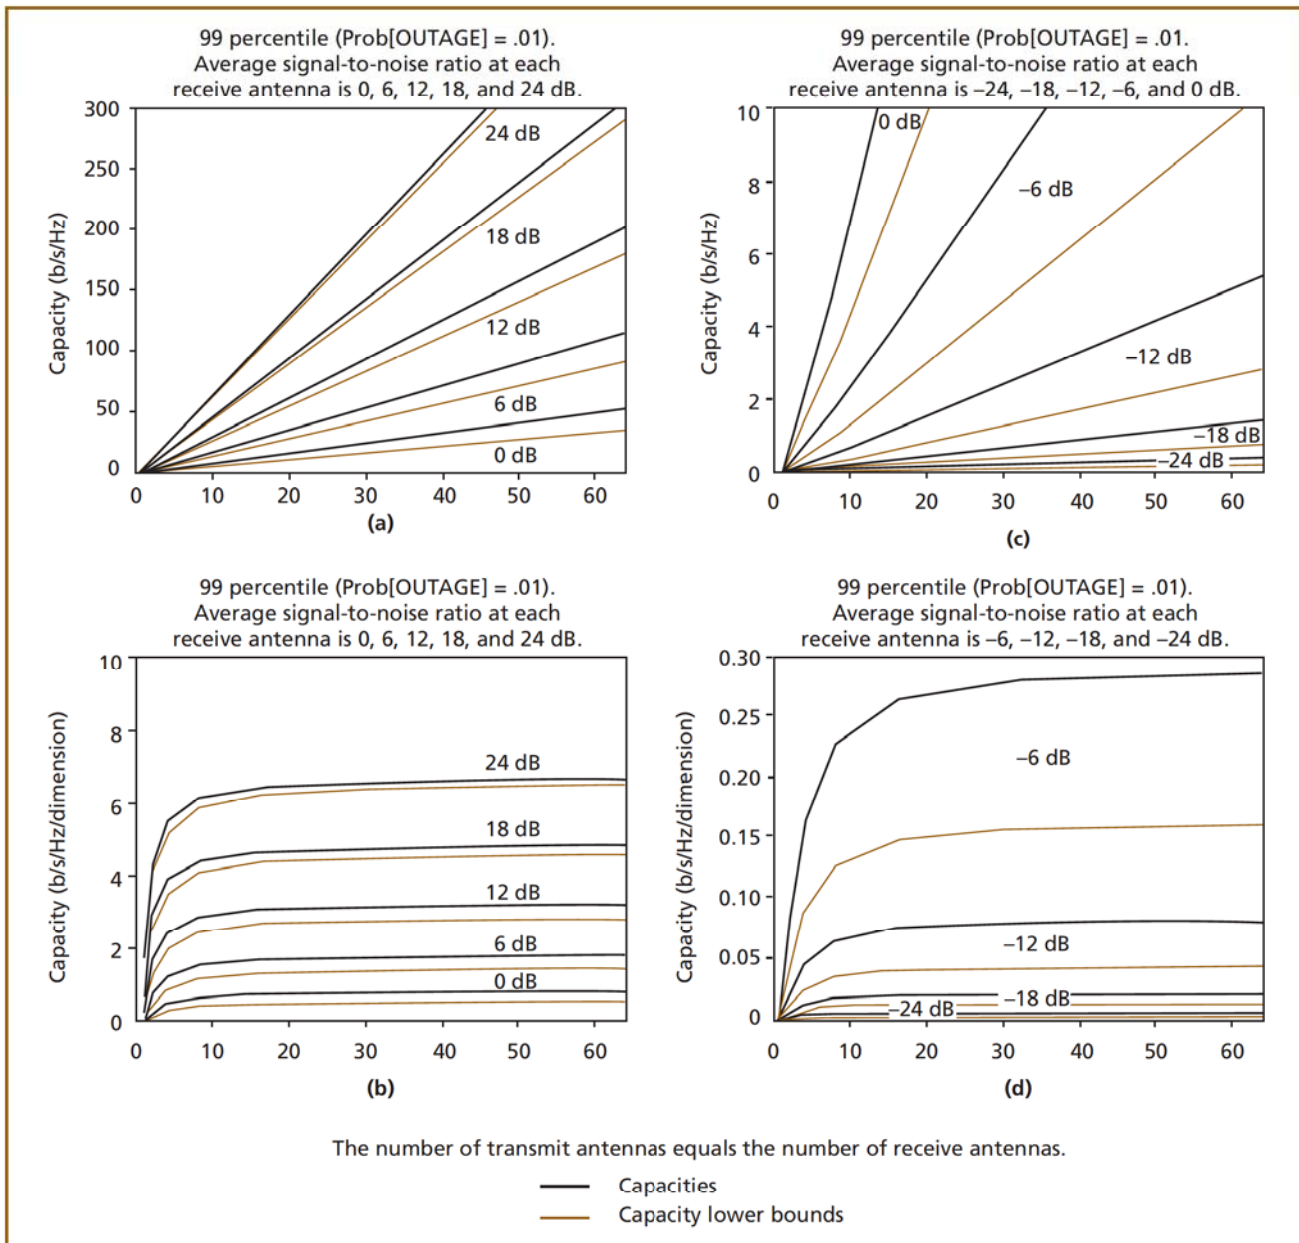 99 percentile (Prob[OUTAGE] = .01).
Average signal-to-noise ratio at each
receive antenna is 0, 6, 12, 18, and 24 dB.
Capacity (b/s/Hz)
300
250
200
150
100
50
0
24 dB
18 dB
12 dB
6 dB
0 dB
0 10 20 30 40 50 60
(a)
99 percentile (Prob[OUTAGE] = .01.
Average signal-to-noise ratio at each
receive antenna is –24, –18, –12, –6, and 0 dB.
Capacity (b/s/Hz)
10
8
6
4
2
0
0 dB
–6 dB
–12 dB
–18 dB
–24 dB
0 10 20 30 40 50 60
(c)
99 percentile (Prob[OUTAGE] = .01).
Average signal-to-noise ratio at each
receive antenna is 0, 6, 12, 18, and 24 dB.
Capacity (b/s/Hz/dimension)
10
8
6
4
2
0
24 dB
18 dB
12 dB
6 dB
0 dB
0 10 20 30 40 50 60
(b)
99 percentile (Prob[OUTAGE] = .01).
Average signal-to-noise ratio at each
receive antenna is –6, –12, –18, and –24 dB.
Capacity (b/s/Hz/dimension)
0.30
0.25
0.20
0.15
0.10
0.05
0
–6 dB
–12 dB
–18 dB
–24 dB
0 10 20 30 40 50 60
(d)
The number of transmit antennas equals the number of receive antennas.
Capacities
Capacity lower bounds